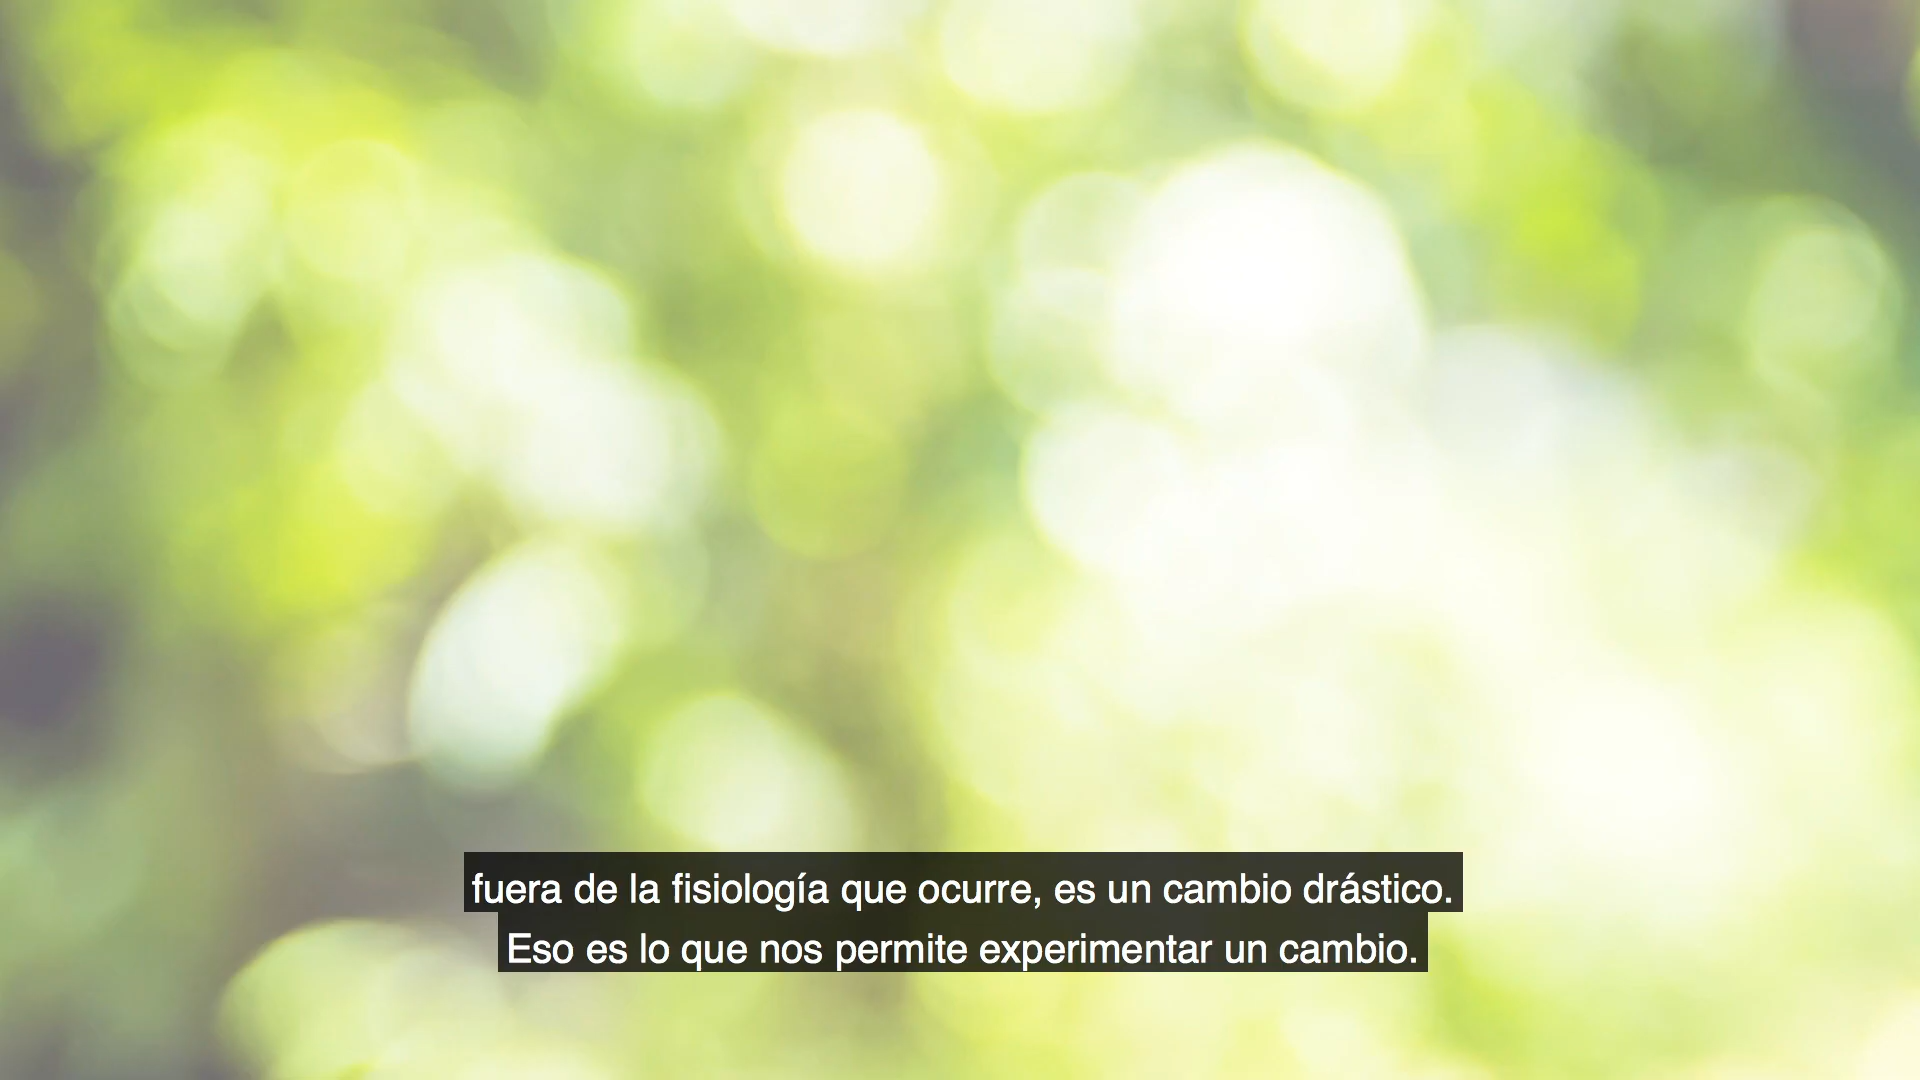 fuera de la fisiología que ocurre, es un cambio drástico.
Eso es lo que nos permite experimentar un cambio.